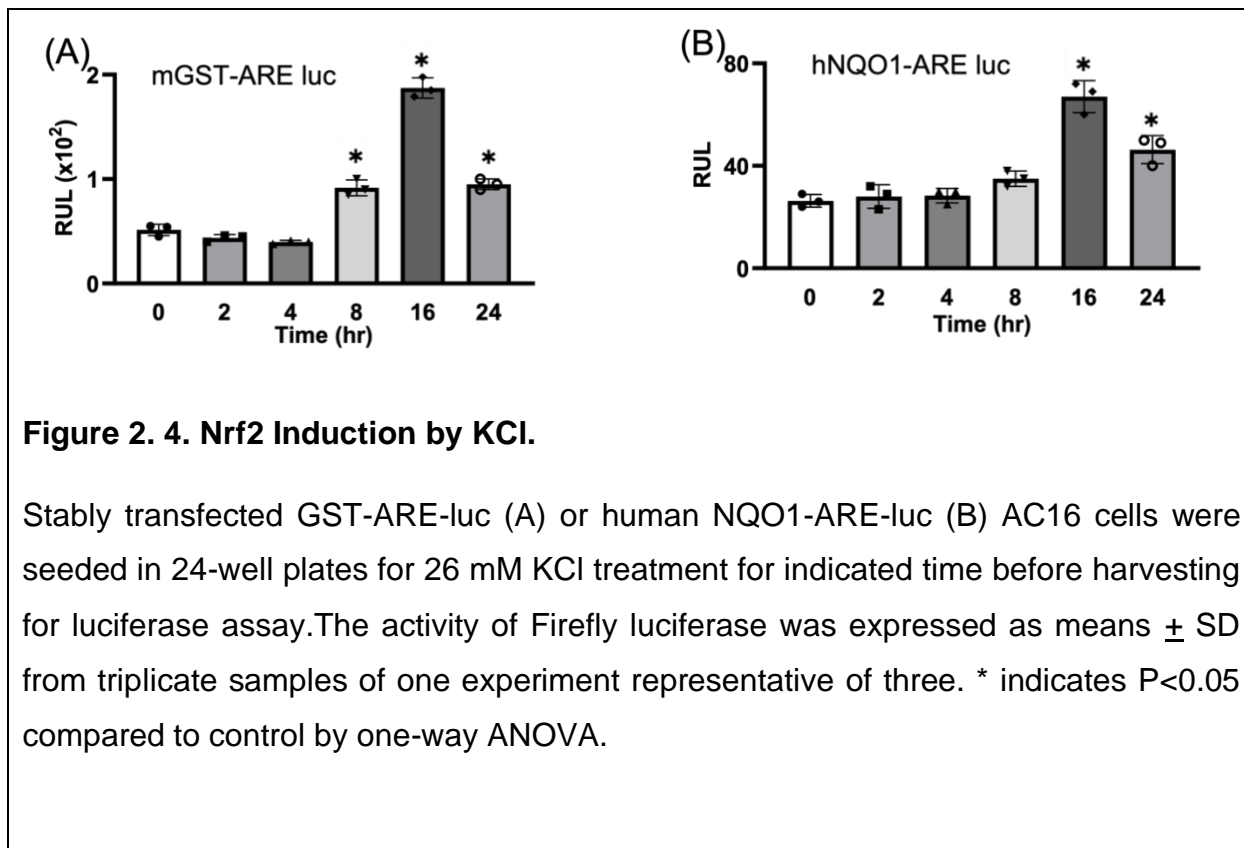 (A)
mGST-ARE luc
RUL (x10²)
2
1
0
*
*
*
0 2 4 8 16 24
Time (hr)
(B)
hNQO1-ARE luc
RUL
80
40
0
*
*
0 2 4 8 16 24
Time (hr)
Figure 2. 4. Nrf2 Induction by KCl.
Stably transfected GST-ARE-luc (A) or human NQO1-ARE-luc (B) AC16 cells were
seeded in 24-well plates for 26 mM KCl treatment for indicated time before harvesting
for luciferase assay.The activity of Firefly luciferase was expressed as means ± SD
from triplicate samples of one experiment representative of three. * indicates P<0.05
compared to control by one-way ANOVA.